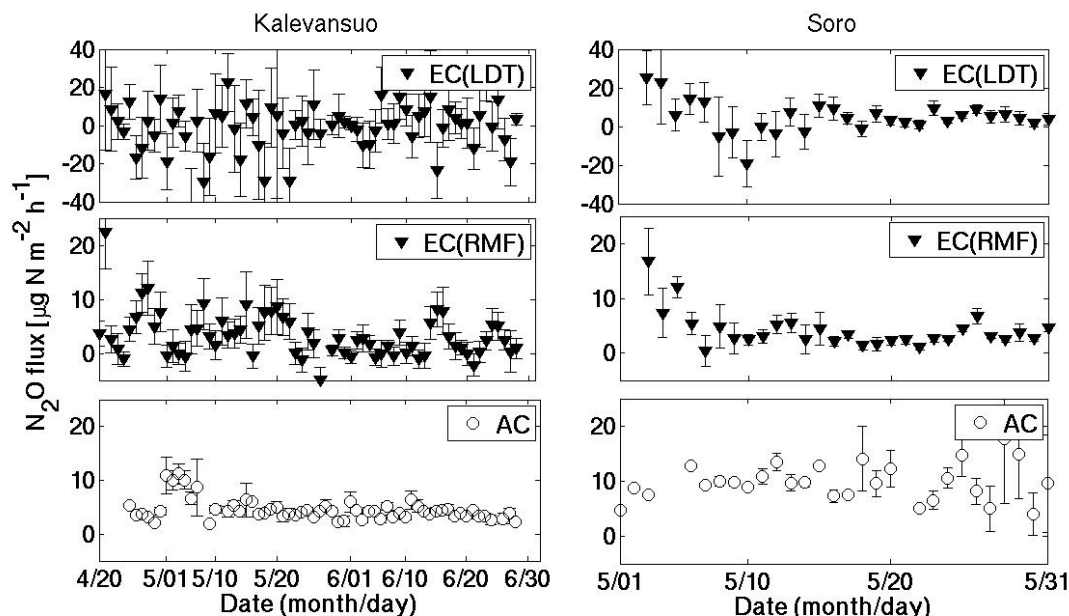 Kalevansuo
Soro
40
20
0
-20
-40
EC(LDT)
40
20
0
-20
-40
EC(LDT)
N2O flux [µg N m−2 h−1]
20
10
0
EC(RMF)
20
10
0
EC(RMF)
20
10
0
AC
20
10
0
AC
4/20 5/01 5/10 5/20 6/01 6/10 6/20 6/30
Date (month/day)
5/01 5/10 5/20 5/31
Date (month/day)